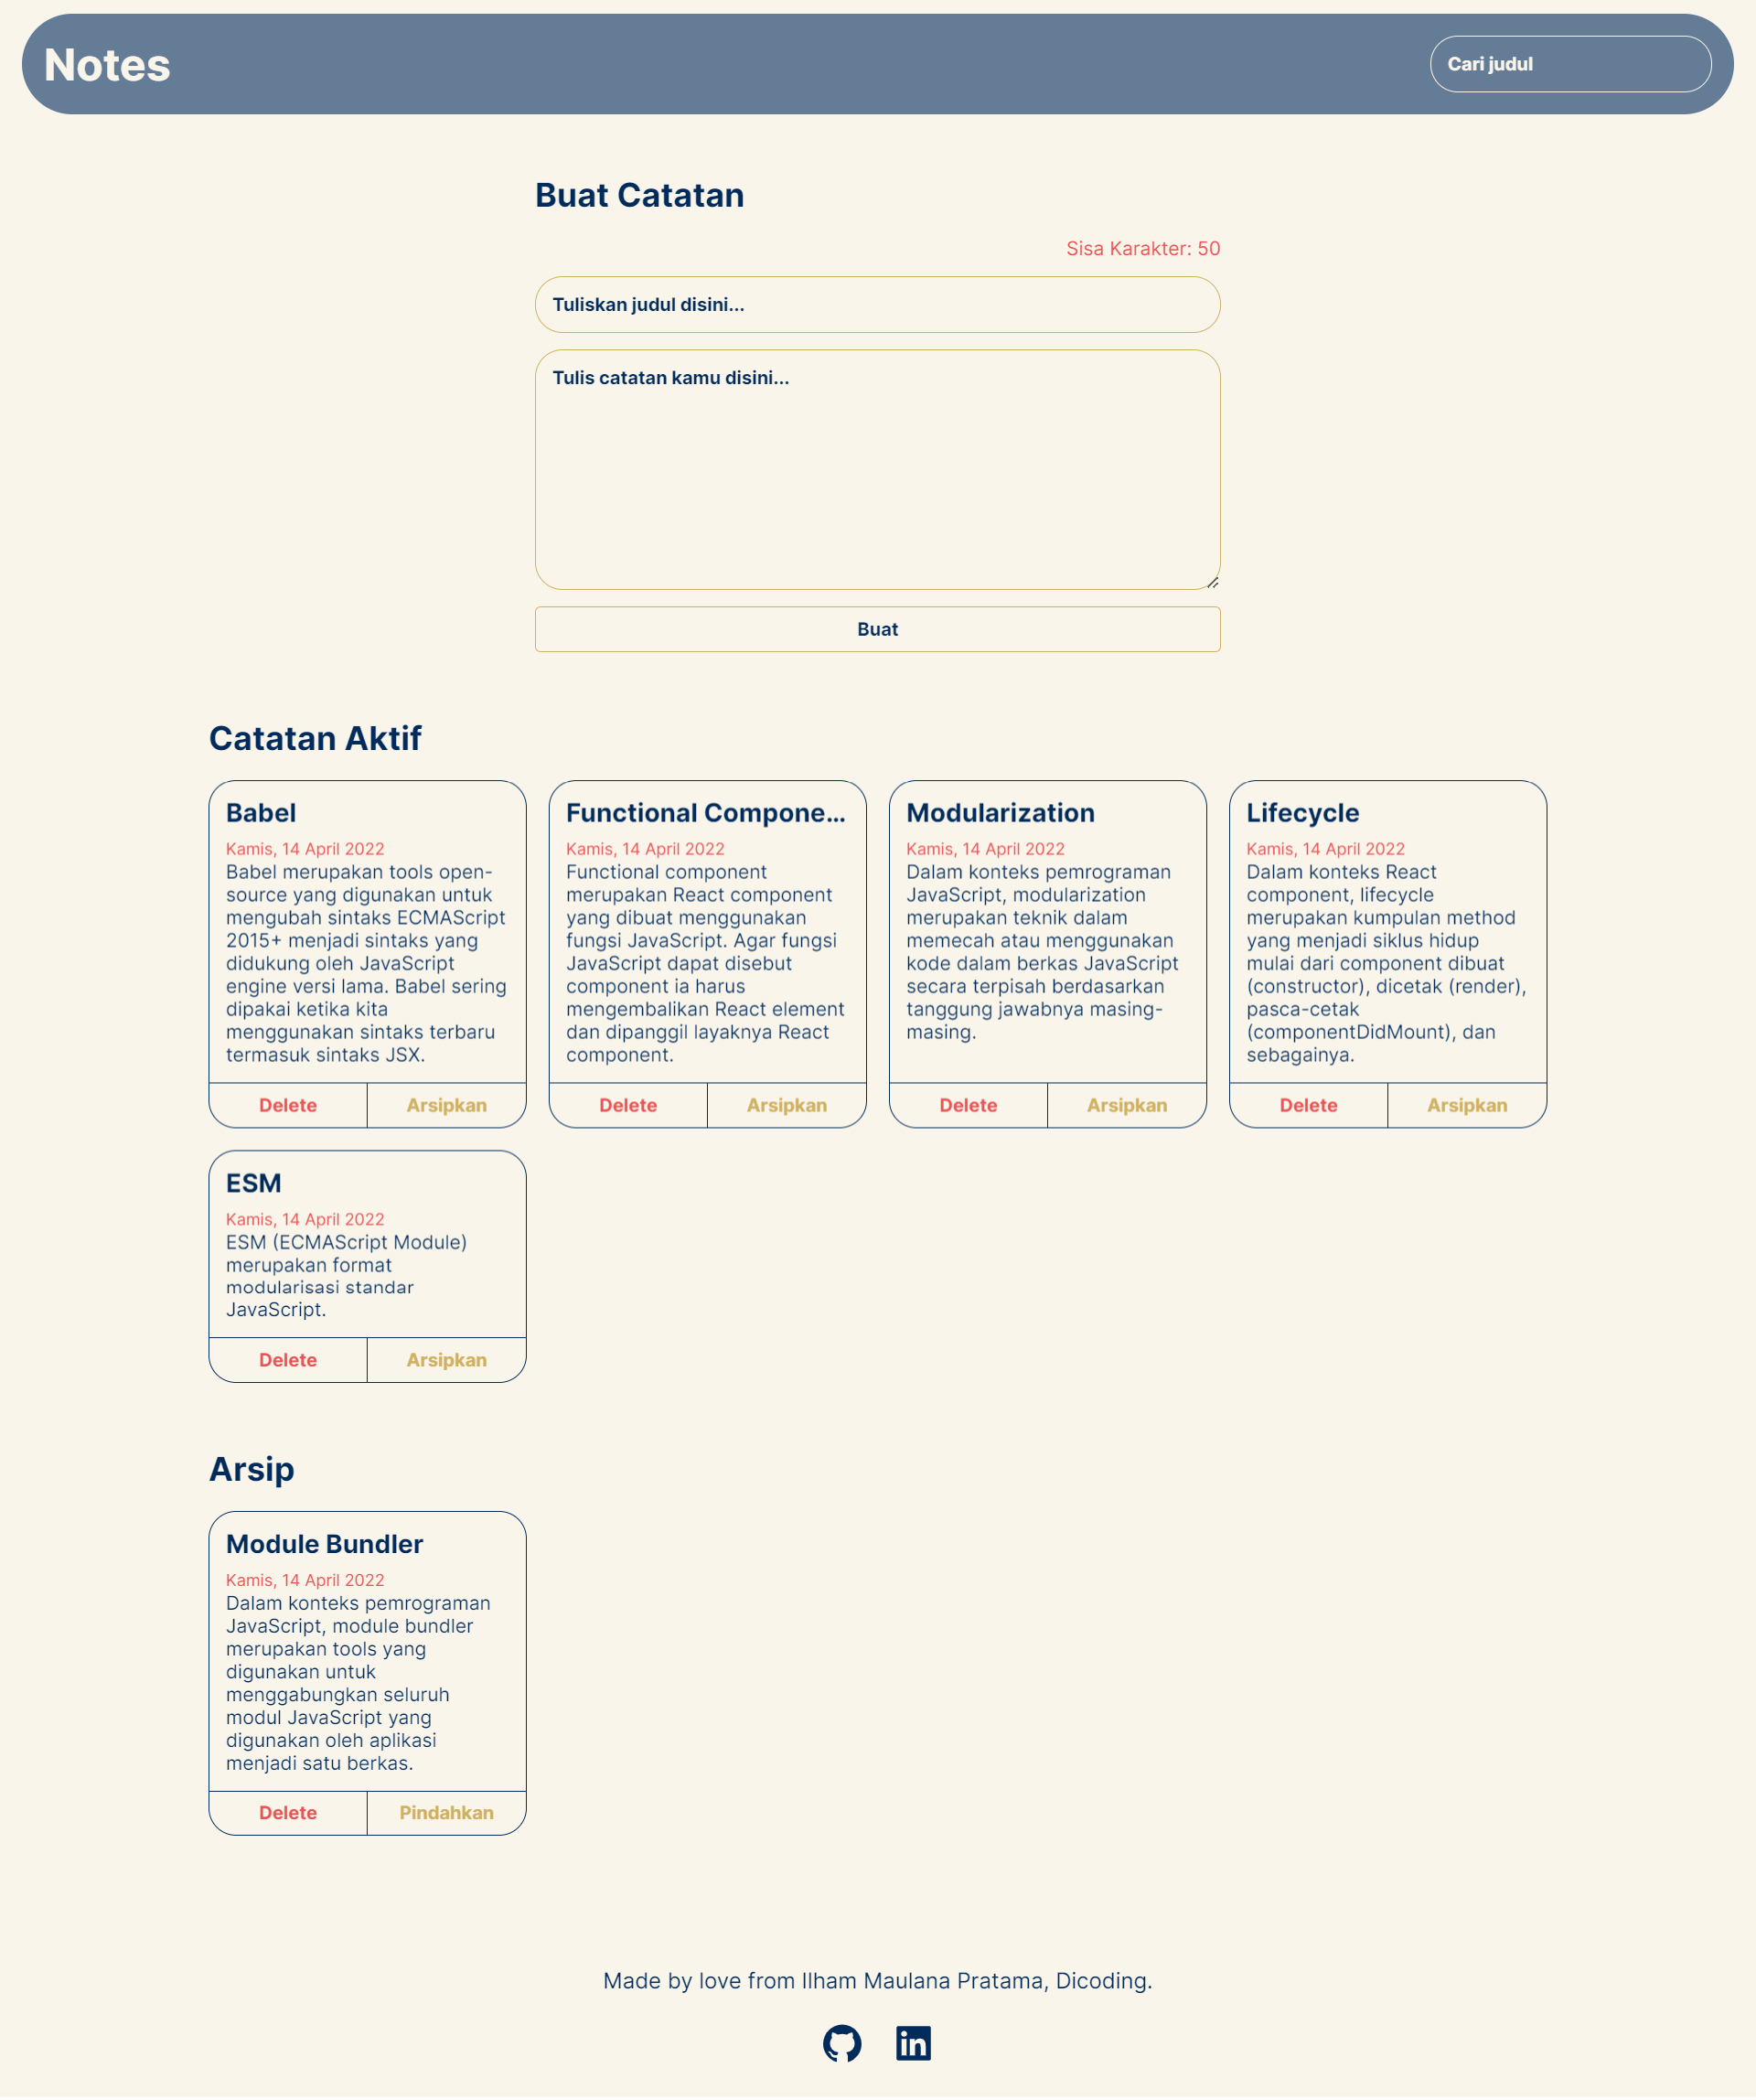 Notes
Cari judul
Buat Catatan
Sisa Karakter: 50
Tuliskan judul disini...
Tulis catatan kamu disini...
Buat
Catatan Aktif
Babel
Kamis, 14 April 2022
Babel merupakan tools open-
source yang digunakan untuk
mengubah sintaks ECMAScript
2015+ menjadi sintaks yang
didukung oleh JavaScript
engine versi lama. Babel sering
dipakai ketika kita
menggunakan sintaks terbaru
termasuk sintaks JSX.
Delete
Arsipkan
Functional Compone...
Kamis, 14 April 2022
Functional component
merupakan React component
yang dibuat menggunakan
fungsi JavaScript. Agar fungsi
JavaScript dapat disebut
component ia harus
mengembalikan React element
dan dipanggil layaknya React
component.
Delete
Arsipkan
Modularization
Kamis, 14 April 2022
Dalam konteks pemrograman
JavaScript, modularization
merupakan teknik dalam
memecah atau menggunakan
kode dalam berkas JavaScript
secara terpisah berdasarkan
tanggung jawabnya masing-
masing.
Delete
Arsipkan
Lifecycle
Kamis, 14 April 2022
Dalam konteks React
component, lifecycle
merupakan kumpulan method
yang menjadi siklus hidup
mulai dari component dibuat
(constructor), dicetak (render),
pasca-cetak
(componentDidMount), dan
sebagainya.
Delete
Arsipkan
ESM
Kamis, 14 April 2022
ESM (ECMAScript Module)
merupakan format
modularisasi standar
JavaScript.
Delete
Arsipkan
Arsip
Module Bundler
Kamis, 14 April 2022
Dalam konteks pemrograman
JavaScript, module bundler
merupakan tools yang
digunakan untuk
menggabungkan seluruh
modul JavaScript yang
digunakan oleh aplikasi
menjadi satu berkas.
Delete
Pindahkan
Made by love from Ilham Maulana Pratama, Dicoding.
in